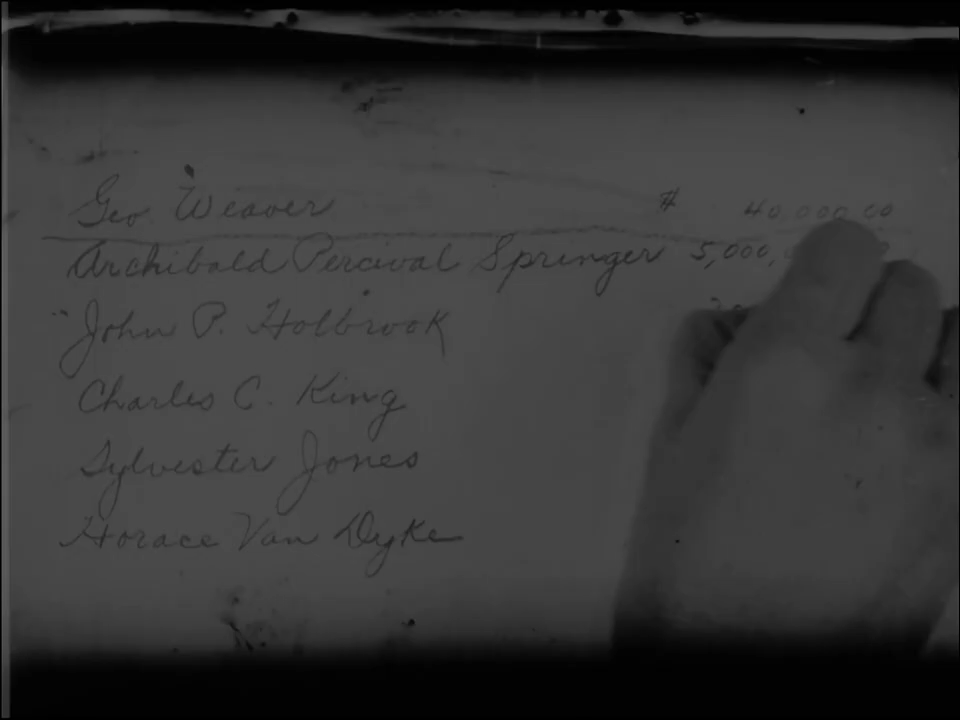 Geo Weaver # 40,000.00
Archibald Percival Springer 5,000,
John P. Holbrook
Charles C. King
Sylvester Jones
Horace Van Dyke